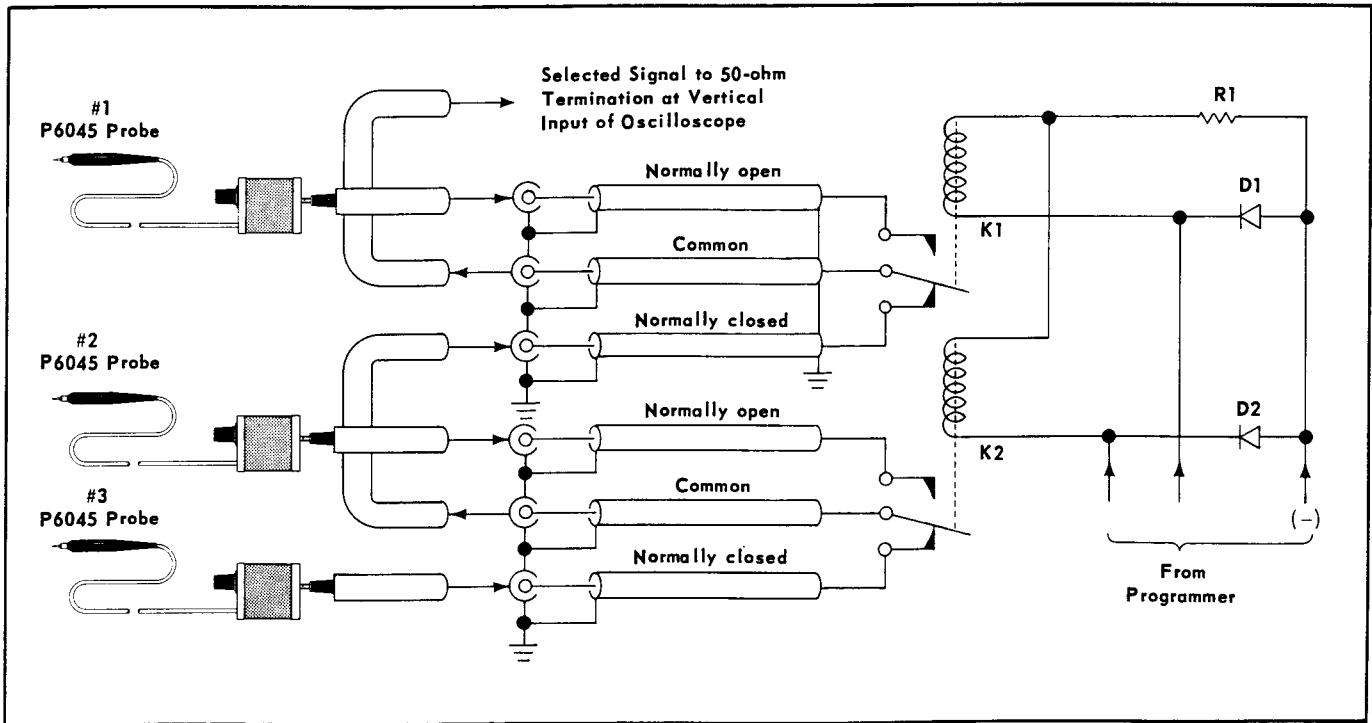 #1
P6045 Probe
Selected Signal to 50-ohm
Termination at Vertical
Input of Oscilloscope
Normally open
Common
Normally closed
#2
P6045 Probe
Normally open
Common
#3
P6045 Probe
Normally closed
R1
D1
K1
D2
K2
(-)
From
Programmer